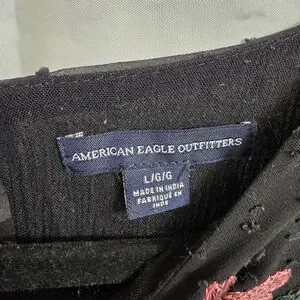 AMERICAN EAGLE OUTFITTERS
L/G/G
MADE IN INDIA
FABRIQUÉ EN
INDE